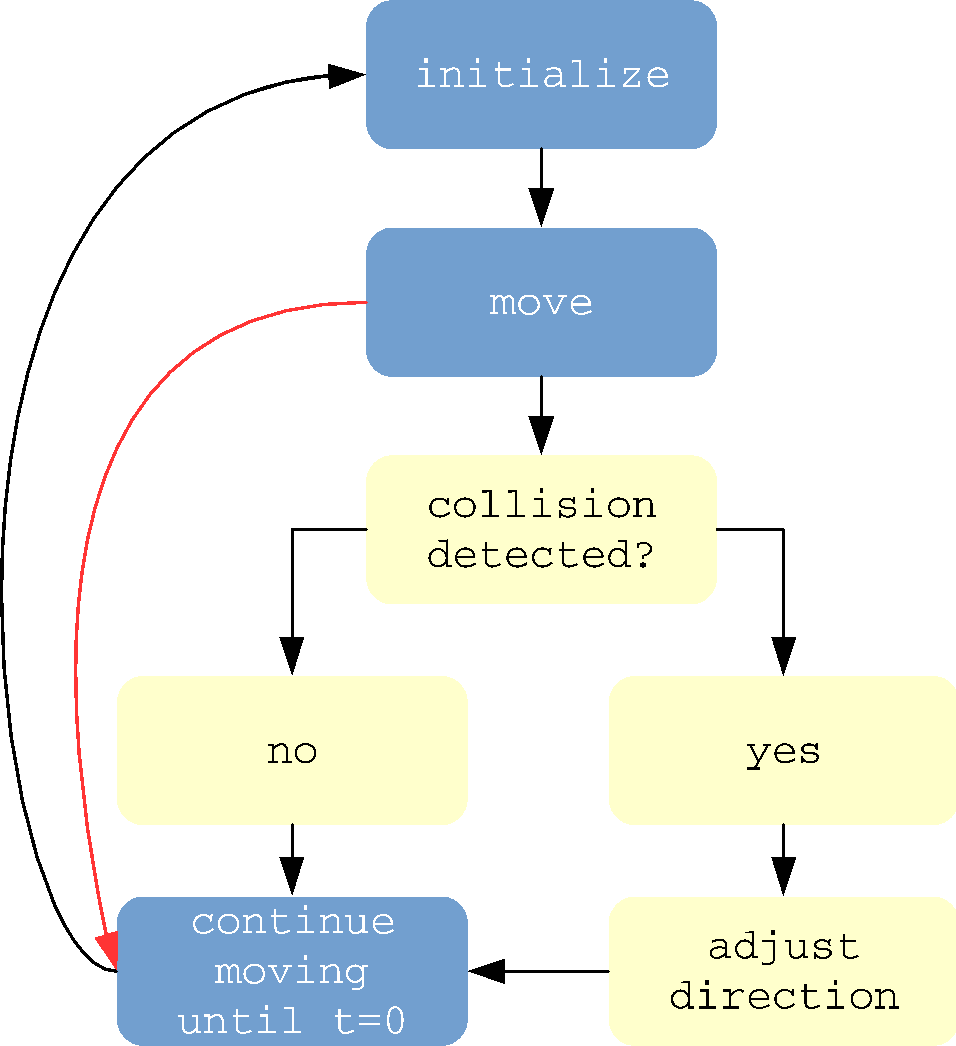 initialize
move
collision
detected?
no
yes
continue
moving
until t=0
adjust
direction